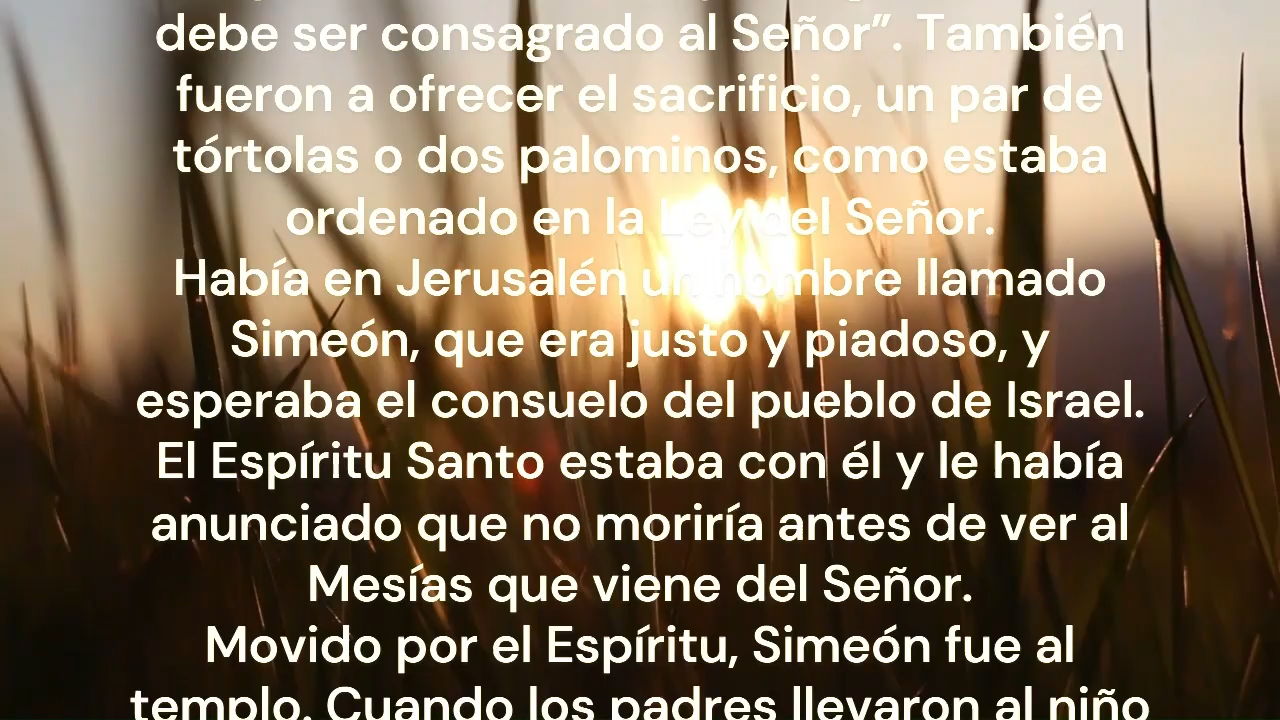 debe ser consagrado al Señor”. También
fueron a ofrecer el sacrificio, un par de
tórtolas o dos palominos, como estaba
ordenado en la Ley del Señor.
Había en Jerusalén un hombre llamado
Simeón, que era justo y piadoso, y
esperaba el consuelo del pueblo de Israel.
El Espíritu Santo estaba con él y le había
anunciado que no moriría antes de ver al
Mesías que viene del Señor.
Movido por el Espíritu, Simeón fue al
templo. Cuando los padres llevaron al niño